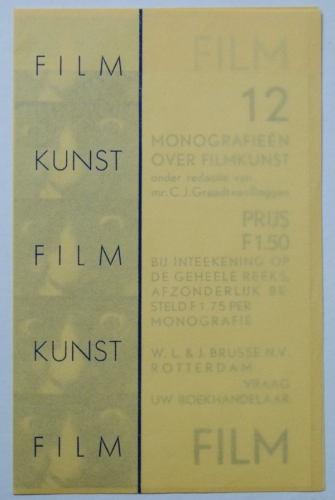 FILM
KUNST
FILM
KUNST
FILM
FILM
12
MONOGRAFIEËN
OVER FILMKUNST
onder redactie van
mr. C. J. Graadt van Roggen
PRIJS
F 1.50
BIJ INTEEKENING OP
DE GEHEELE REEKS,
AFZONDERLIJK BE-
STELD F 1.75 PER
MONOGRAFIE
W. L. & J. BRUSSE N.V.
ROTTERDAM
VRAAG
UW BOEKHANDELAAR
FILM